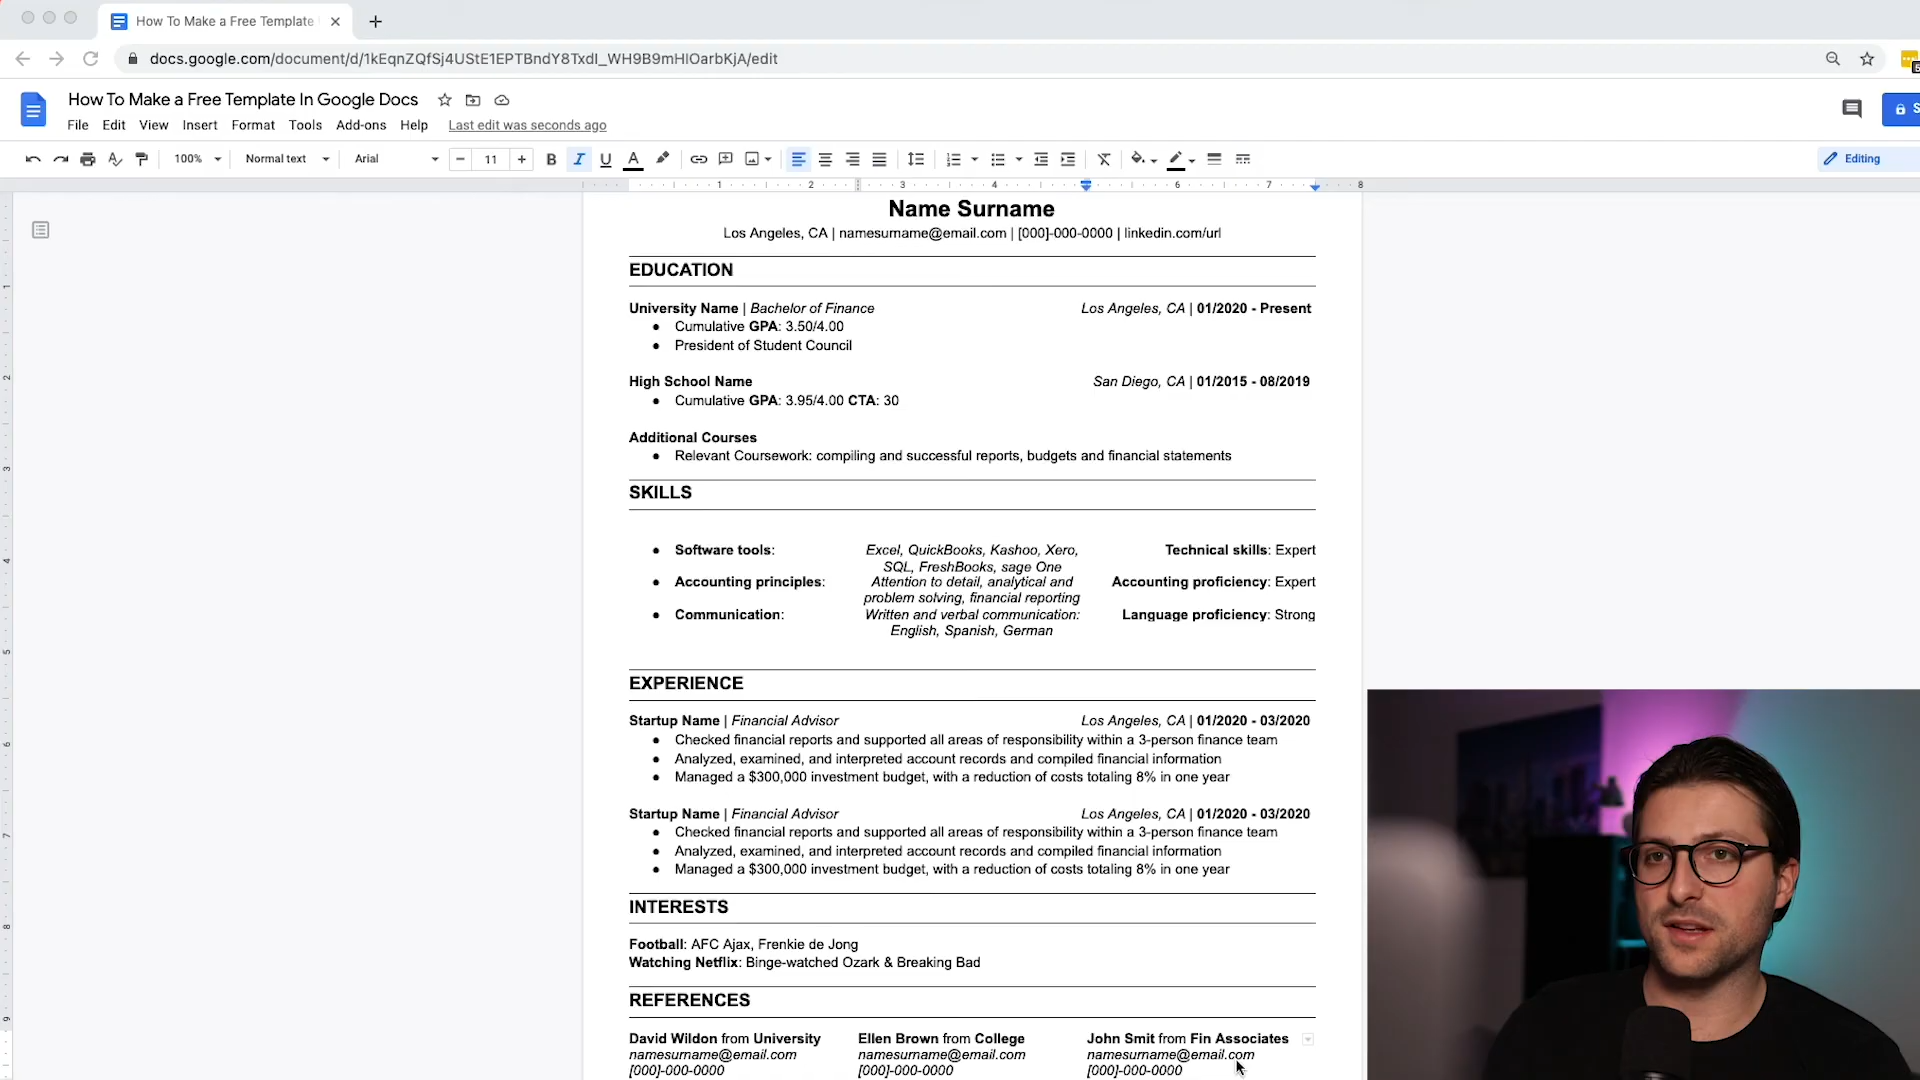 How To Make a Free Template
docs.google.com/document/d/1kEqnZQfSj4UStE1EPTBndY8TxdI_WH9B9mHIOarbKjA/edit
How To Make a Free Template In Google Docs
File Edit View Insert Format Tools Add-ons Help Last edit was seconds ago
100% Normal text Arial 11 B I U A Editing
1 2 3 4 6 7 8
Name Surname
Los Angeles, CA | namesurname@email.com | [000]-000-0000 | linkedin.com/url
EDUCATION
University Name | Bachelor of Finance Los Angeles, CA | 01/2020 - Present
● Cumulative GPA: 3.50/4.00
● President of Student Council
High School Name San Diego, CA | 01/2015 - 08/2019
● Cumulative GPA: 3.95/4.00 CTA: 30
Additional Courses
● Relevant Coursework: compiling and successful reports, budgets and financial statements
SKILLS
● Software tools: Excel, QuickBooks, Kashoo, Xero, Technical skills: Expert
SQL, FreshBooks, sage One
● Accounting principles: Attention to detail, analytical and Accounting proficiency: Expert
problem solving, financial reporting
● Communication: Written and verbal communication: Language proficiency: Strong
English, Spanish, German
EXPERIENCE
Startup Name | Financial Advisor Los Angeles, CA | 01/2020 - 03/2020
● Checked financial reports and supported all areas of responsibility within a 3-person finance team
● Analyzed, examined, and interpreted account records and compiled financial information
● Managed a $300,000 investment budget, with a reduction of costs totaling 8% in one year
Startup Name | Financial Advisor Los Angeles, CA | 01/2020 - 03/2020
● Checked financial reports and supported all areas of responsibility within a 3-person finance team
● Analyzed, examined, and interpreted account records and compiled financial information
● Managed a $300,000 investment budget, with a reduction of costs totaling 8% in one year
INTERESTS
Football: AFC Ajax, Frenkie de Jong
Watching Netflix: Binge-watched Ozark & Breaking Bad
REFERENCES
David Wildon from University Ellen Brown from College John Smit from Fin Associates
namesurname@email.com namesurname@email.com namesurname@email.com
[000]-000-0000 [000]-000-0000 [000]-000-0000